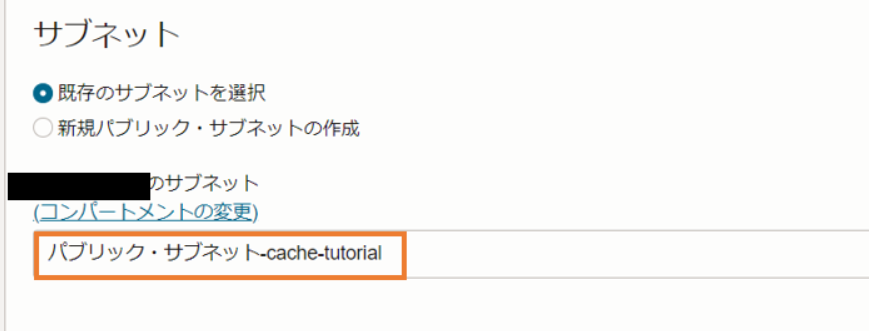 サブネット
既存のサブネットを選択
新規パブリック・サブネットの作成
のサブネット
(コンパートメントの変更)
パブリック・サブネット-cache-tutorial